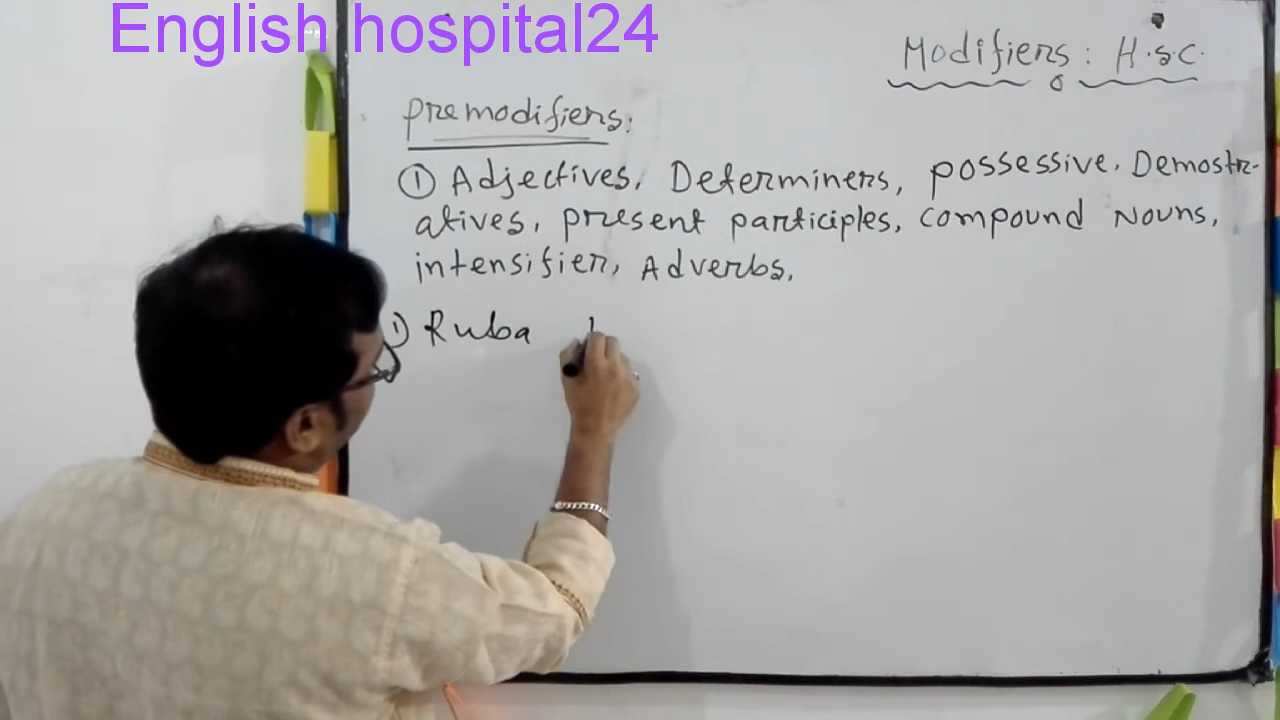 English hospital24
Modifiers: H.S.C.
Premodifiers:
① Adjectives, Determiners, possessive, Demostr-
atives, present participles, compound Nouns,
intensifier, Adverbs,
① Ruba